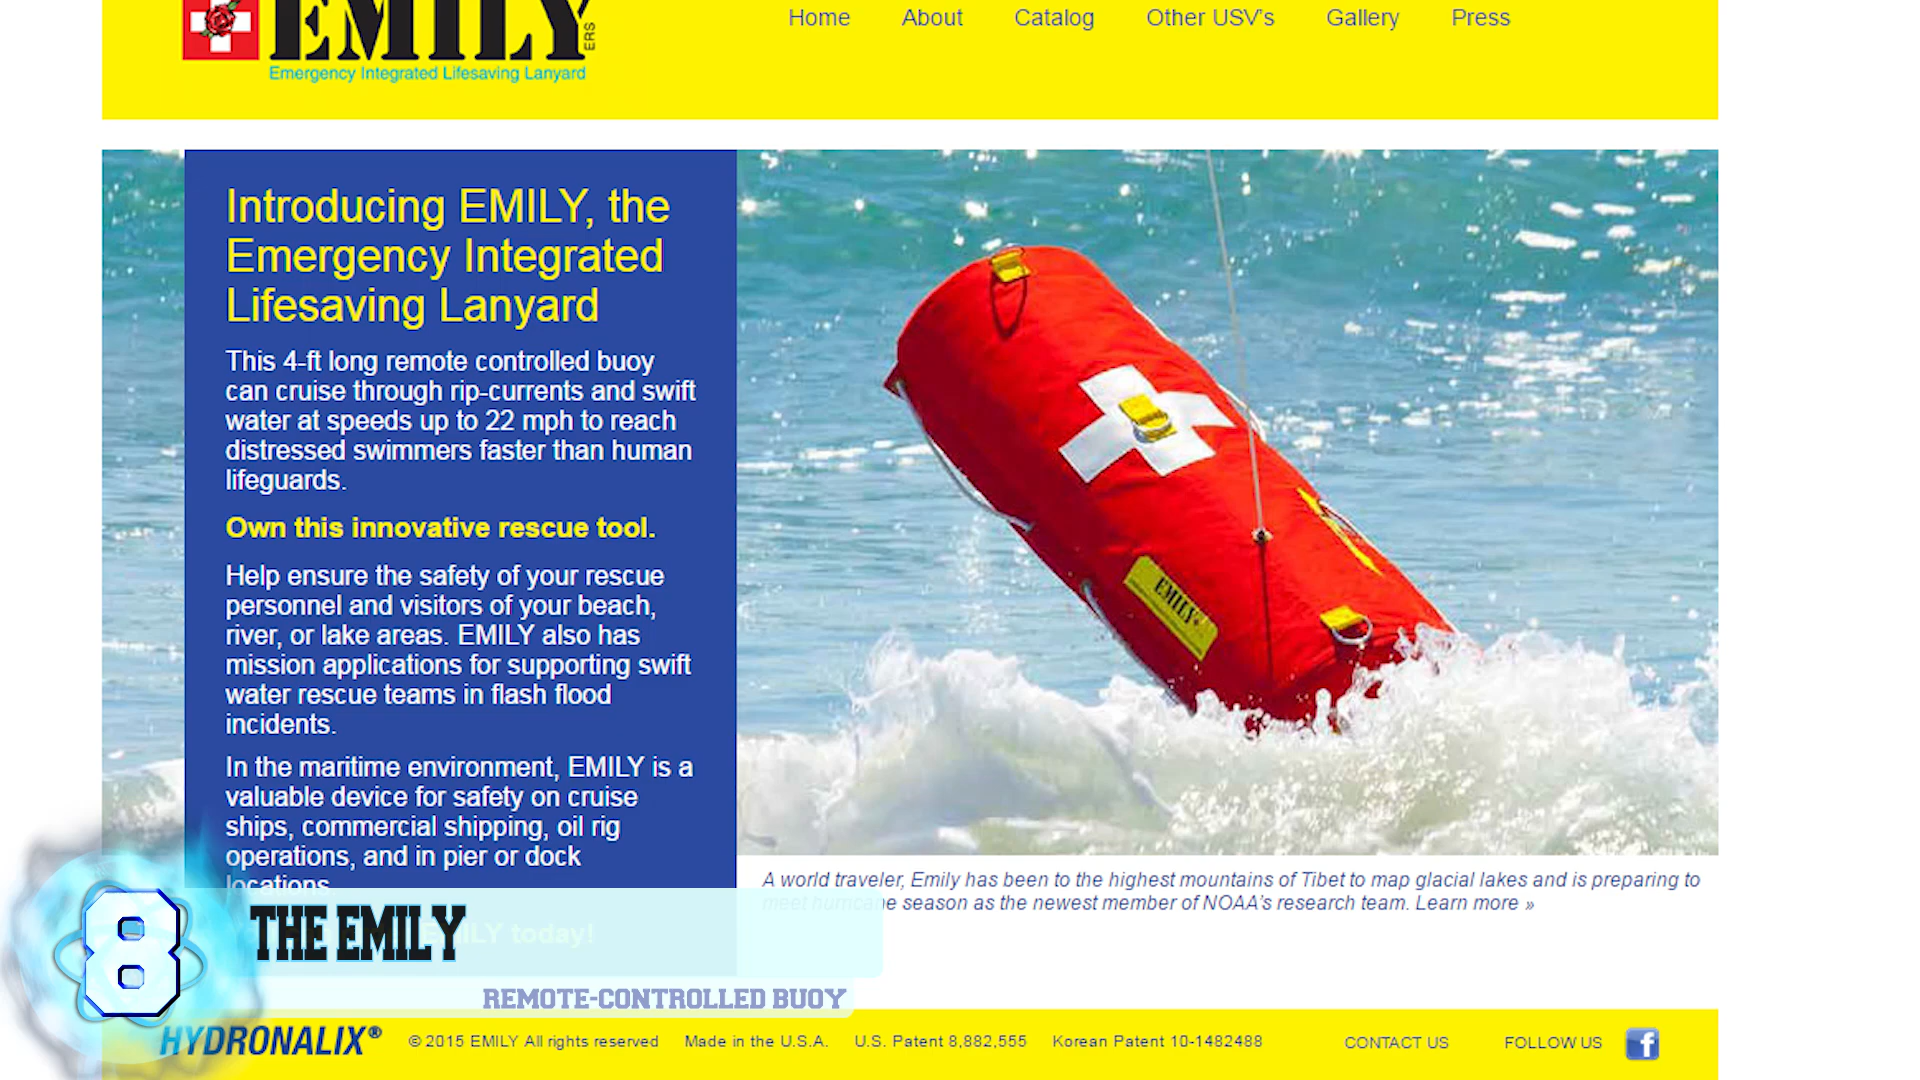 EMILY
ERS
Emergency Integrated Lifesaving Lanyard
Home About Catalog Other USV's Gallery Press
Introducing EMILY, the
Emergency Integrated
Lifesaving Lanyard
This 4-ft long remote controlled buoy
can cruise through rip-currents and swift
water at speeds up to 22 mph to reach
distressed swimmers faster than human
lifeguards.
Own this innovative rescue tool.
Help ensure the safety of your rescue
personnel and visitors of your beach,
river, or lake areas. EMILY also has
mission applications for supporting swift
water rescue teams in flash flood
incidents.
In the maritime environment, EMILY is a
valuable device for safety on cruise
ships, commercial shipping, oil rig
operations, and in pier or dock
locations.
EMILY today!
EMILY
A world traveler, Emily has been to the highest mountains of Tibet to map glacial lakes and is preparing to
meet hurricane season as the newest member of NOAA's research team. Learn more »
8
THE EMILY
REMOTE-CONTROLLED BUOY
HYDRONALIX® © 2015 EMILY All rights reserved Made in the U.S.A. U.S. Patent 8,882,555 Korean Patent 10-1482488 CONTACT US FOLLOW US f